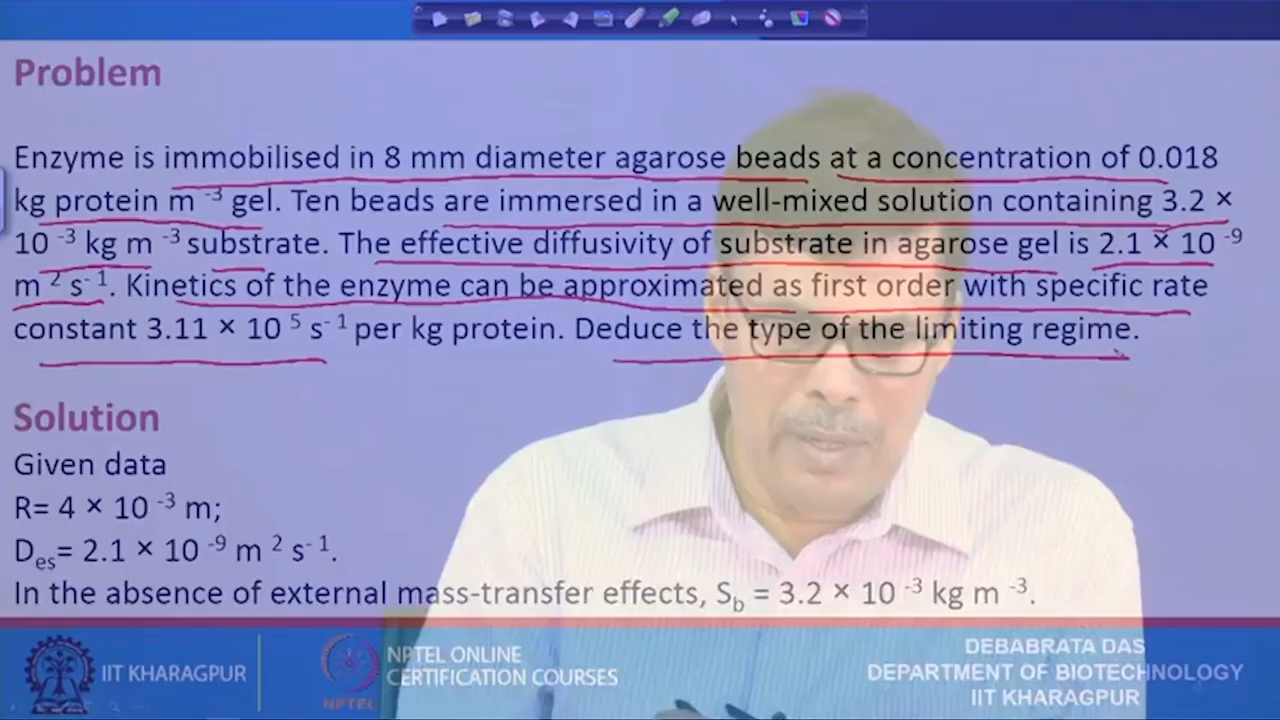 Problem
Enzyme is immobilised in 8 mm diameter agarose beads at a concentration of 0.018
kg protein m ⁻³ gel. Ten beads are immersed in a well-mixed solution containing 3.2 ×
10 ⁻³ kg m ⁻³ substrate. The effective diffusivity of substrate in agarose gel is 2.1 × 10 ⁻⁹
m ² s⁻ ¹. Kinetics of the enzyme can be approximated as first order with specific rate
constant 3.11 × 10 ⁵ s⁻ ¹ per kg protein. Deduce the type of the limiting regime.
Solution
Given data
R= 4 × 10 ⁻³ m;
Dₑₛ= 2.1 × 10 ⁻⁹ m ² s⁻ ¹.
In the absence of external mass-transfer effects, S_b = 3.2 × 10 ⁻³ kg m ⁻³.
IIT KHARAGPUR
NPTEL
NPTEL ONLINE
CERTIFICATION COURSES
DEBABRATA DAS
DEPARTMENT OF BIOTECHNOLOGY
IIT KHARAGPUR